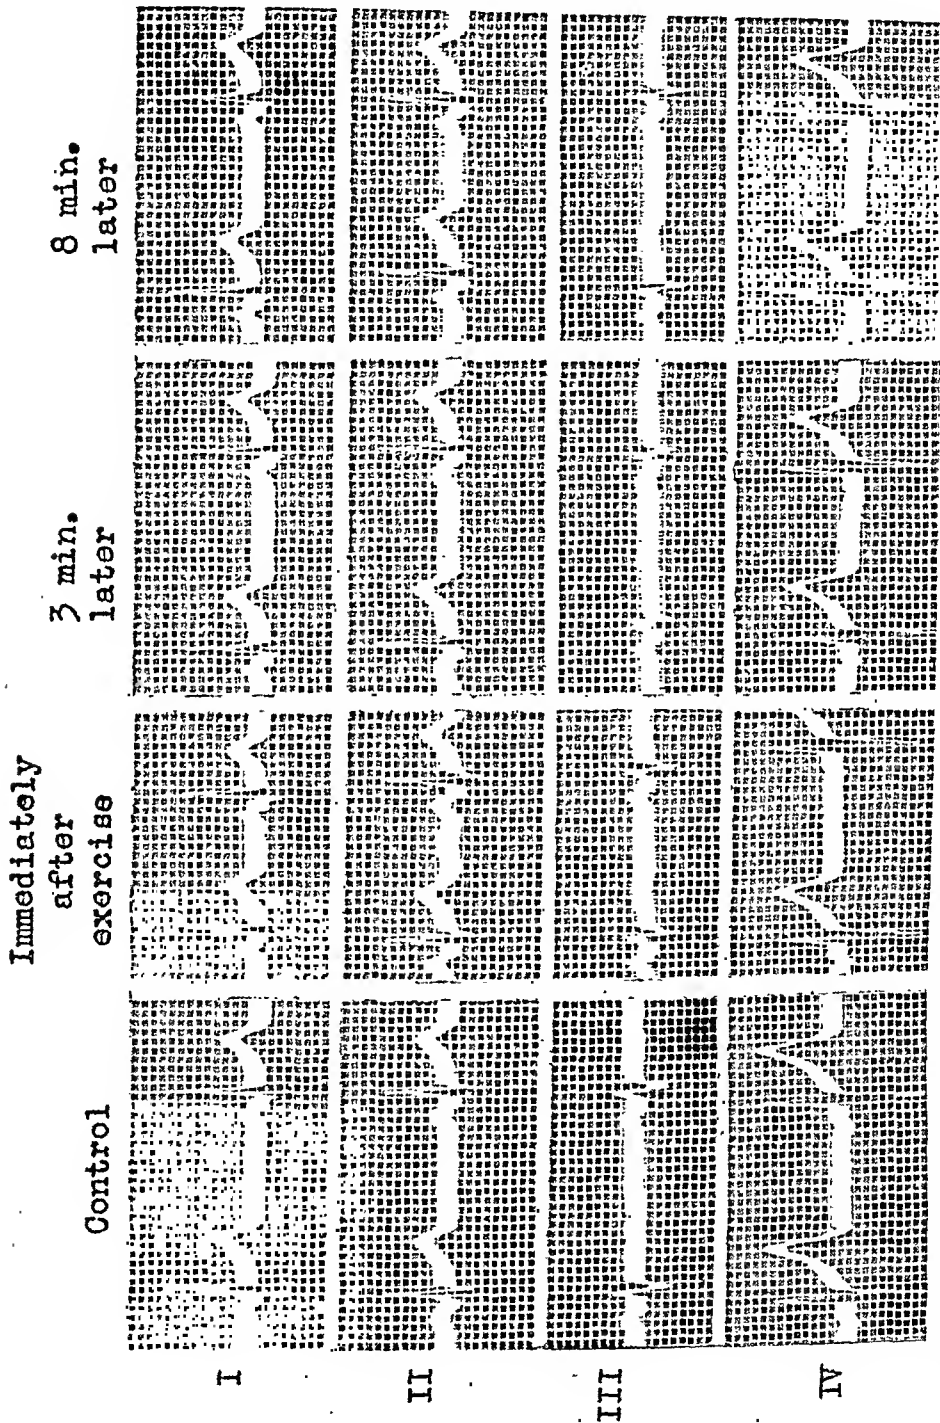 Control
Immediately
after
exercise
3 min.
later
8 min.
later
I
II
III
IV